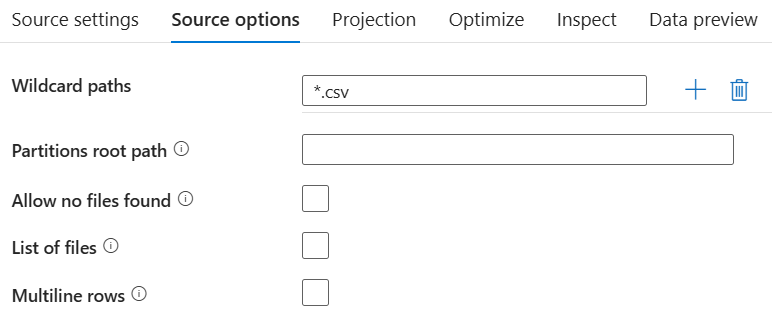 Source settings Source options Projection Optimize Inspect Data preview
Wildcard paths *.csv
Partitions root path
Allow no files found
List of files
Multiline rows